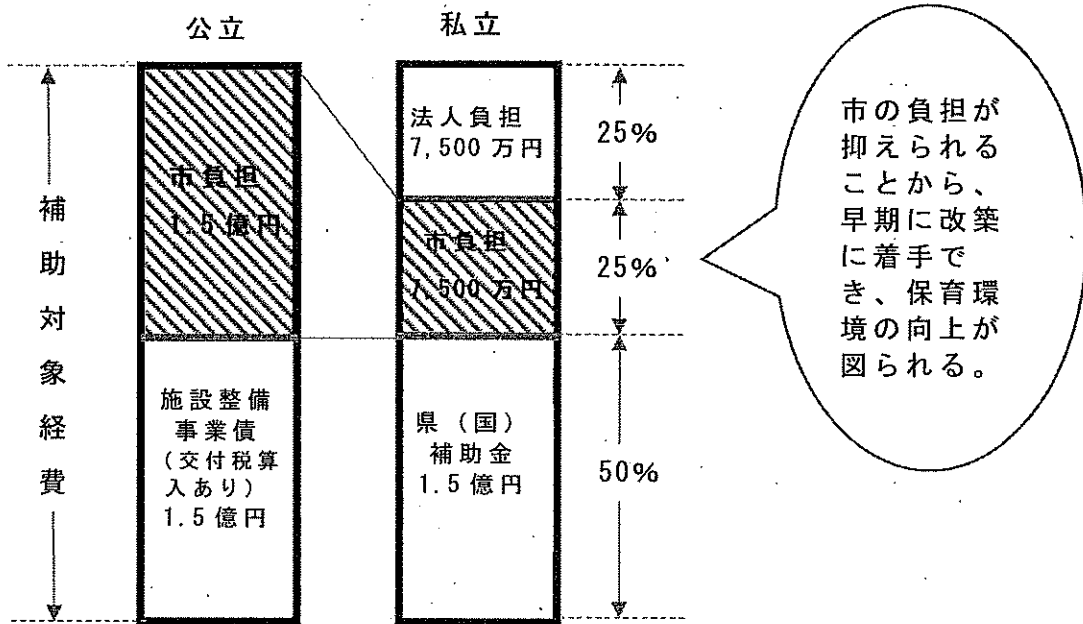 公立
私立
補助対象経費
市負担
1.5億円
施設整備
事業債
(交付税算
入あり)
1.5億円
法人負担
7,500万円
市負担
7,500万円
県(国)
補助金
1.5億円
25%
25%
50%
市の負担が
抑えられる
ことから、
早期に改築
に着手で
き、保育環
境の向上が
図られる。